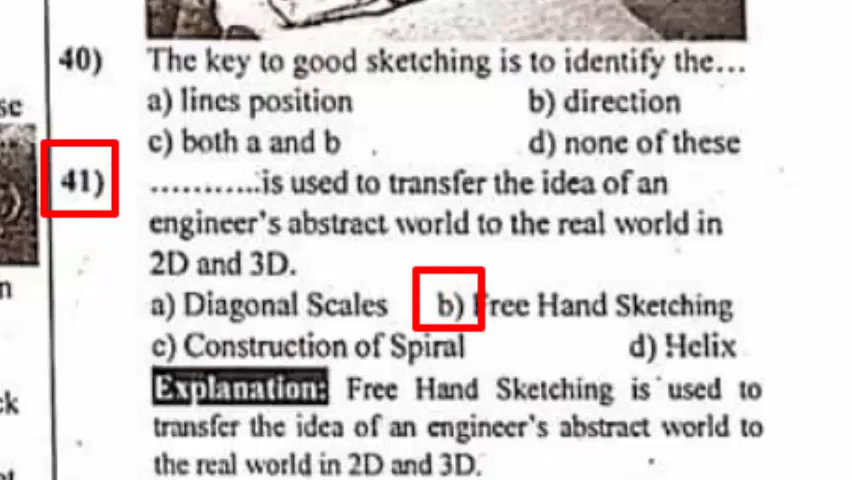 40) The key to good sketching is to identify the...
se
a) lines position b) direction
c) both a and b d) none of these
41) ...........is used to transfer the idea of an
engineer's abstract world to the real world in
2D and 3D.
a) Diagonal Scales b) Free Hand Sketching
c) Construction of Spiral d) Helix
Explanation: Free Hand Sketching is used to
transfer the idea of an engineer's abstract world to
the real world in 2D and 3D.